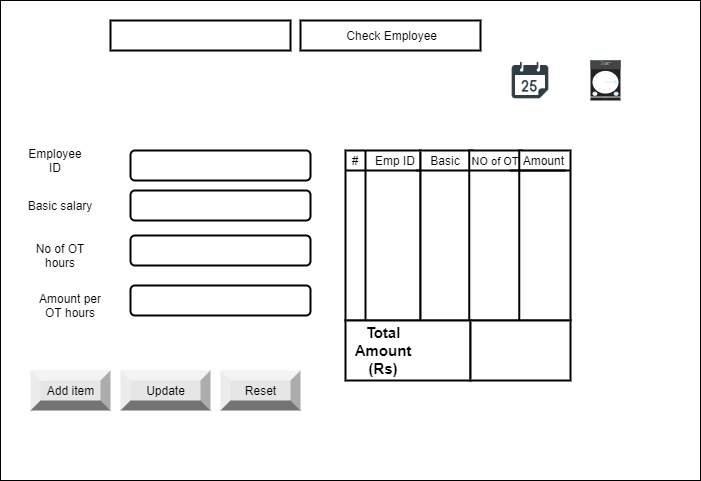 Check Employee
25
Employee
ID
Basic salary
No of OT
hours
Amount per
OT hours
# Emp ID Basic NO of OT Amount
Total
Amount
(Rs)
Add item Update Reset